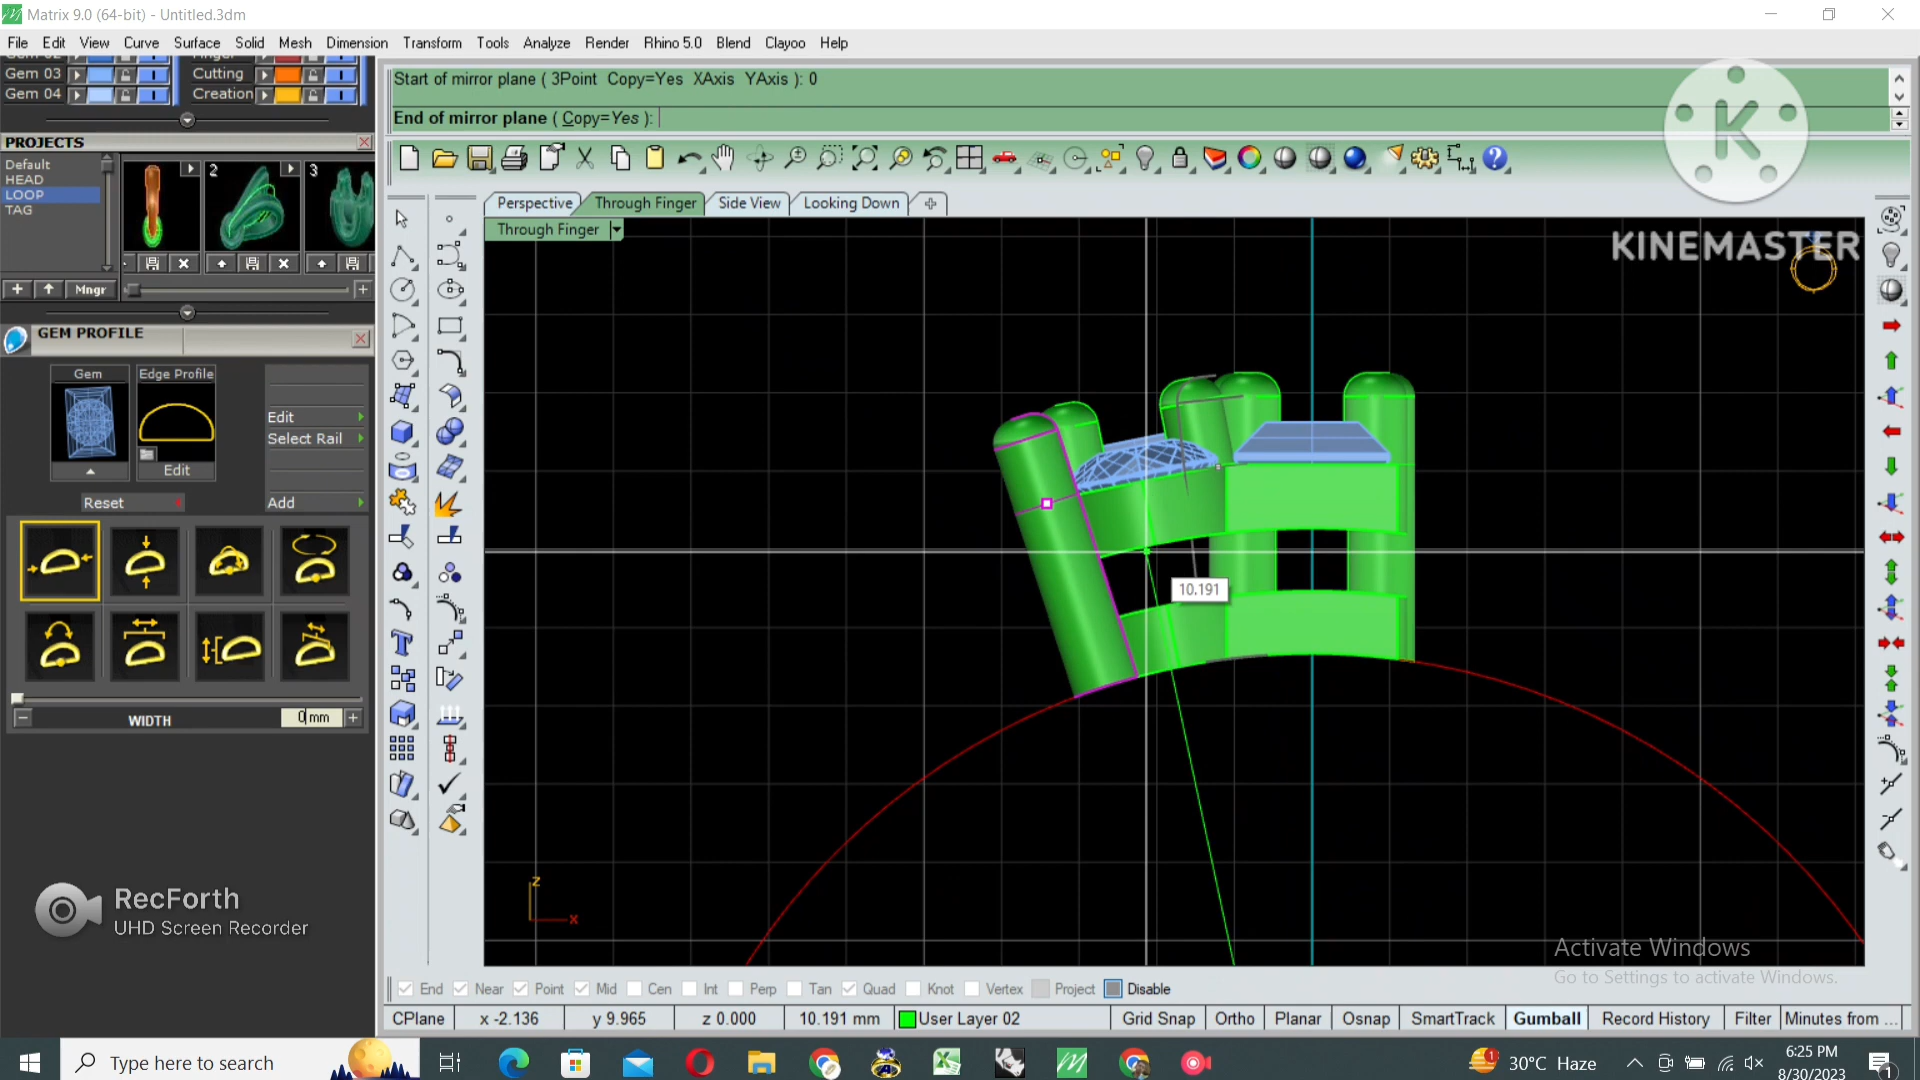 Matrix 9.0 (64-bit) - Untitled.3dm
File Edit View Curve Surface Solid Mesh Dimension Transform Tools Analyze Render Rhino 5.0 Blend Clayoo Help
Gem 03 Cutting
Gem 04 Creation
Start of mirror plane ( 3Point Copy=Yes XAxis YAxis ): 0
End of mirror plane ( Copy=Yes ):
K
KINEMASTER
PROJECTS
Default
HEAD
LOOP
TAG
2
3
Mngr
Perspective Through Finger Side View Looking Down
Through Finger
GEM PROFILE
Gem Edge Profile
Edit
Select Rail
Edit
Reset Add
WIDTH 0 mm
10.191
z
x
RecForth
UHD Screen Recorder
Activate Windows
Go to Settings to activate Windows.
End Near Point Mid Cen Int Perp Tan Quad Knot Vertex Project Disable
CPlane x -2.136 y 9.965 z 0.000 10.191 mm User Layer 02 Grid Snap Ortho Planar Osnap SmartTrack Gumball Record History Filter Minutes from ...
Type here to search
1
30°C Haze
6:25 PM
8/30/2023
1